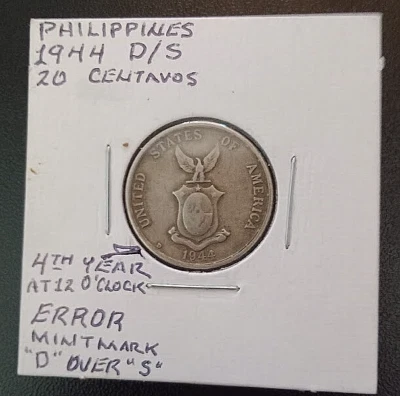 PHILIPPINES
1944 D/S
20 CENTAVOS
UNITED STATES OF AMERICA
D 1944
4TH YEAR
AT 12 O'CLOCK
ERROR
MINTMARK
"D" OVER "S"